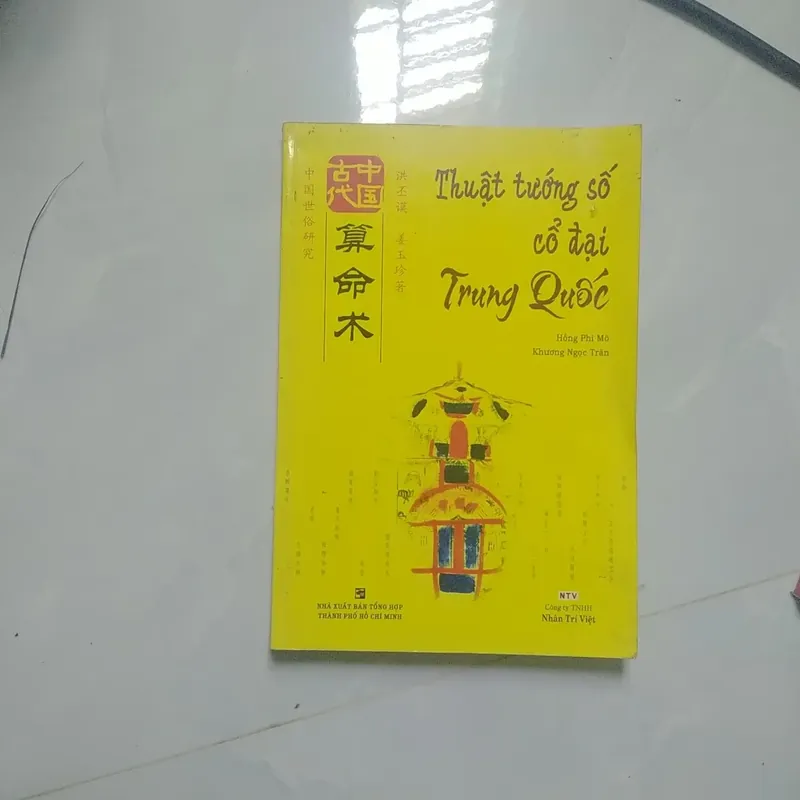 中国
古代
算命术
中国世俗研究
洪丕谟 姜玉珍著
Thuật tướng số
cổ đại
Trung Quốc
Hồng Phi Mô
Khương Ngọc Trân
NHÀ XUẤT BẢN TỔNG HỢP
THÀNH PHỐ HỒ CHÍ MINH
NTV
Công ty TNHH
Nhân Trí Việt